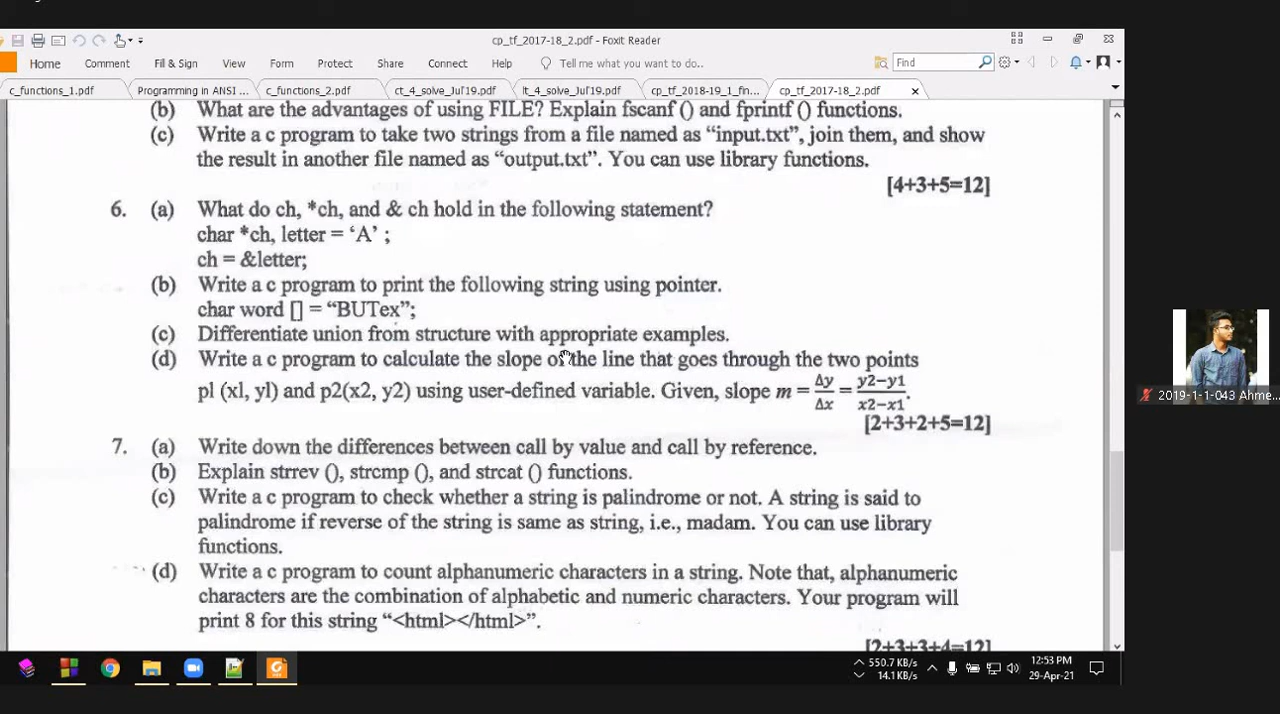 cp_tf_2017-18_2.pdf - Foxit Reader
Home Comment Fill & Sign View Form Protect Share Connect Help Tell me what you want to do.. Find
c_functions_1.pdf Programming in ANSI ... c_functions_2.pdf ct_4_solve_Jul'19.pdf lt_4_solve_Jul'19.pdf cp_tf_2018-19_1_fin... cp_tf_2017-18_2.pdf
(b) What are the advantages of using FILE? Explain fscanf () and fprintf () functions.
(c) Write a c program to take two strings from a file named as “input.txt”, join them, and show
the result in another file named as “output.txt”. You can use library functions.
[4+3+5=12]
6. (a) What do ch, *ch, and & ch hold in the following statement?
char *ch, letter = ‘A’ ;
ch = &letter;
(b) Write a c program to print the following string using pointer.
char word [] = “BUTex”;
(c) Differentiate union from structure with appropriate examples.
(d) Write a c program to calculate the slope of the line that goes through the two points
pl (xl, yl) and p2(x2, y2) using user-defined variable. Given, slope m = Δy/Δx = y2−y1/x2−x1.
[2+3+2+5=12]
7. (a) Write down the differences between call by value and call by reference.
(b) Explain strrev (), strcmp (), and strcat () functions.
(c) Write a c program to check whether a string is palindrome or not. A string is said to
palindrome if reverse of the string is same as string, i.e., madam. You can use library
functions.
(d) Write a c program to count alphanumeric characters in a string. Note that, alphanumeric
characters are the combination of alphabetic and numeric characters. Your program will
print 8 for this string “<html></html>”.
[2+3+3+4=12]
2019-1-1-043 Ahme...
550.7 KB/s
14.1 KB/s
12:53 PM
29-Apr-21